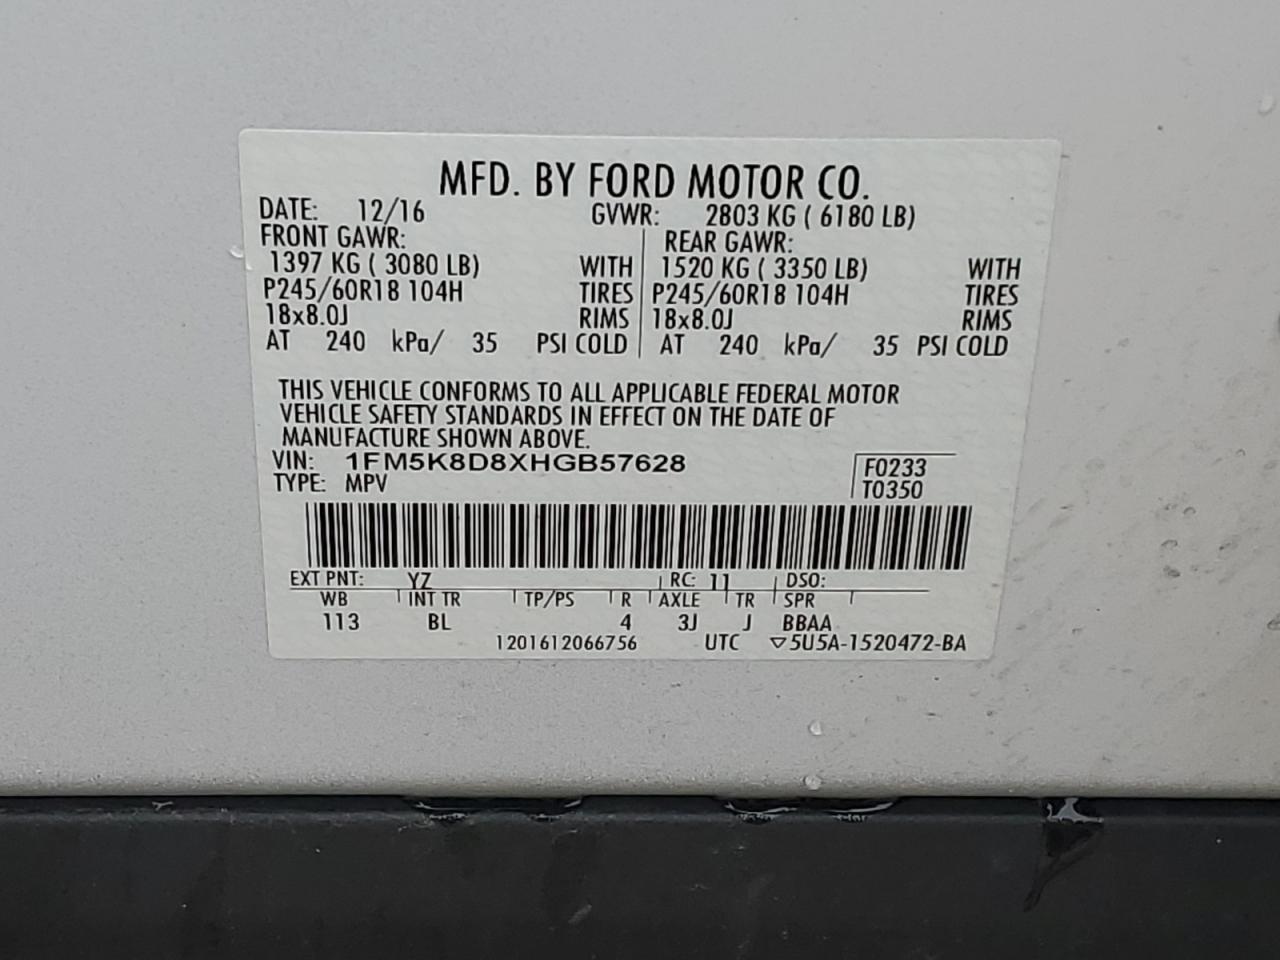 MFD. BY FORD MOTOR CO.
DATE: 12/16 GVWR: 2803 KG ( 6180 LB)
FRONT GAWR: REAR GAWR:
1397 KG ( 3080 LB) WITH 1520 KG ( 3350 LB) WITH
P245/60R18 104H TIRES P245/60R18 104H TIRES
18x8.0J RIMS 18x8.0J RIMS
AT 240 kPa/ 35 PSI COLD AT 240 kPa/ 35 PSI COLD
THIS VEHICLE CONFORMS TO ALL APPLICABLE FEDERAL MOTOR
VEHICLE SAFETY STANDARDS IN EFFECT ON THE DATE OF
MANUFACTURE SHOWN ABOVE.
VIN: 1FM5K8D8XHGB57628 F0233
TYPE: MPV T0350
EXT PNT: YZ RC: 11 DSO:
WB INT TR TP/PS R AXLE TR SPR
113 BL 4 3J J BBAA
1201612066756 UTC ▽5U5A-1520472-BA